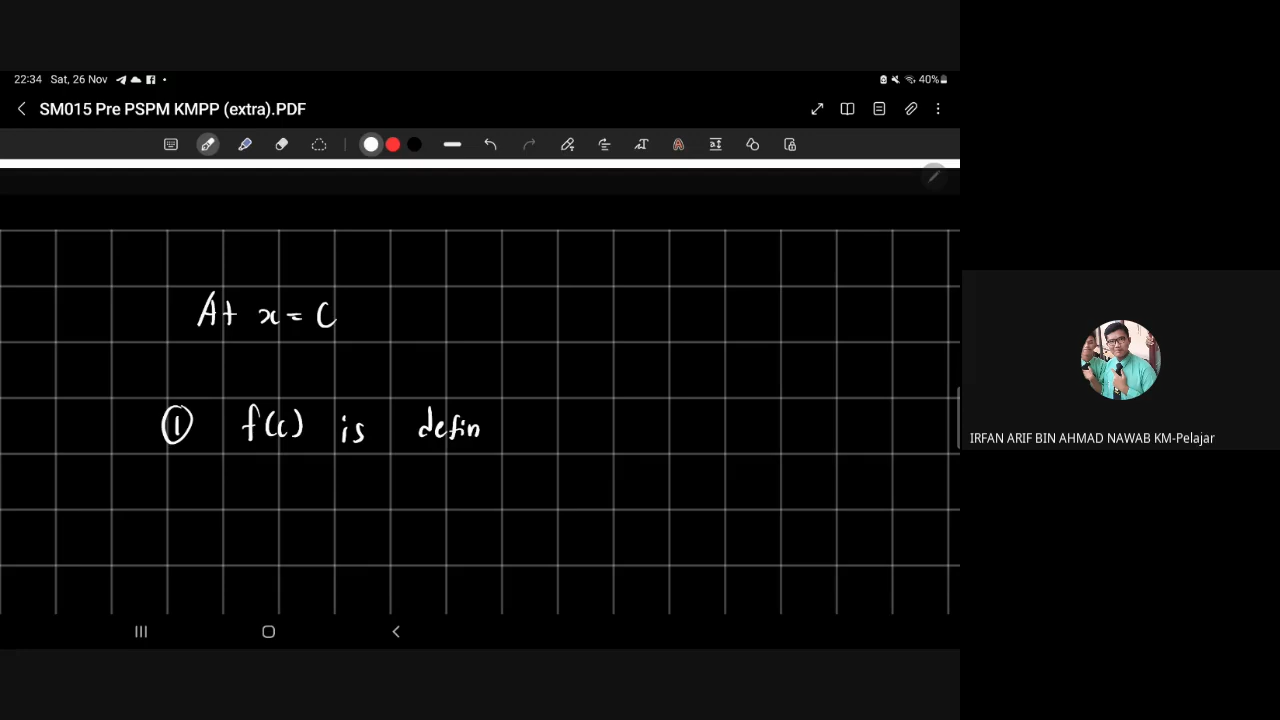 22:34 Sat, 26 Nov 40%
SM015 Pre PSPM KMPP (extra).PDF
At x = C
① f(c) is defin
IRFAN ARIF BIN AHMAD NAWAB KM-Pelajar